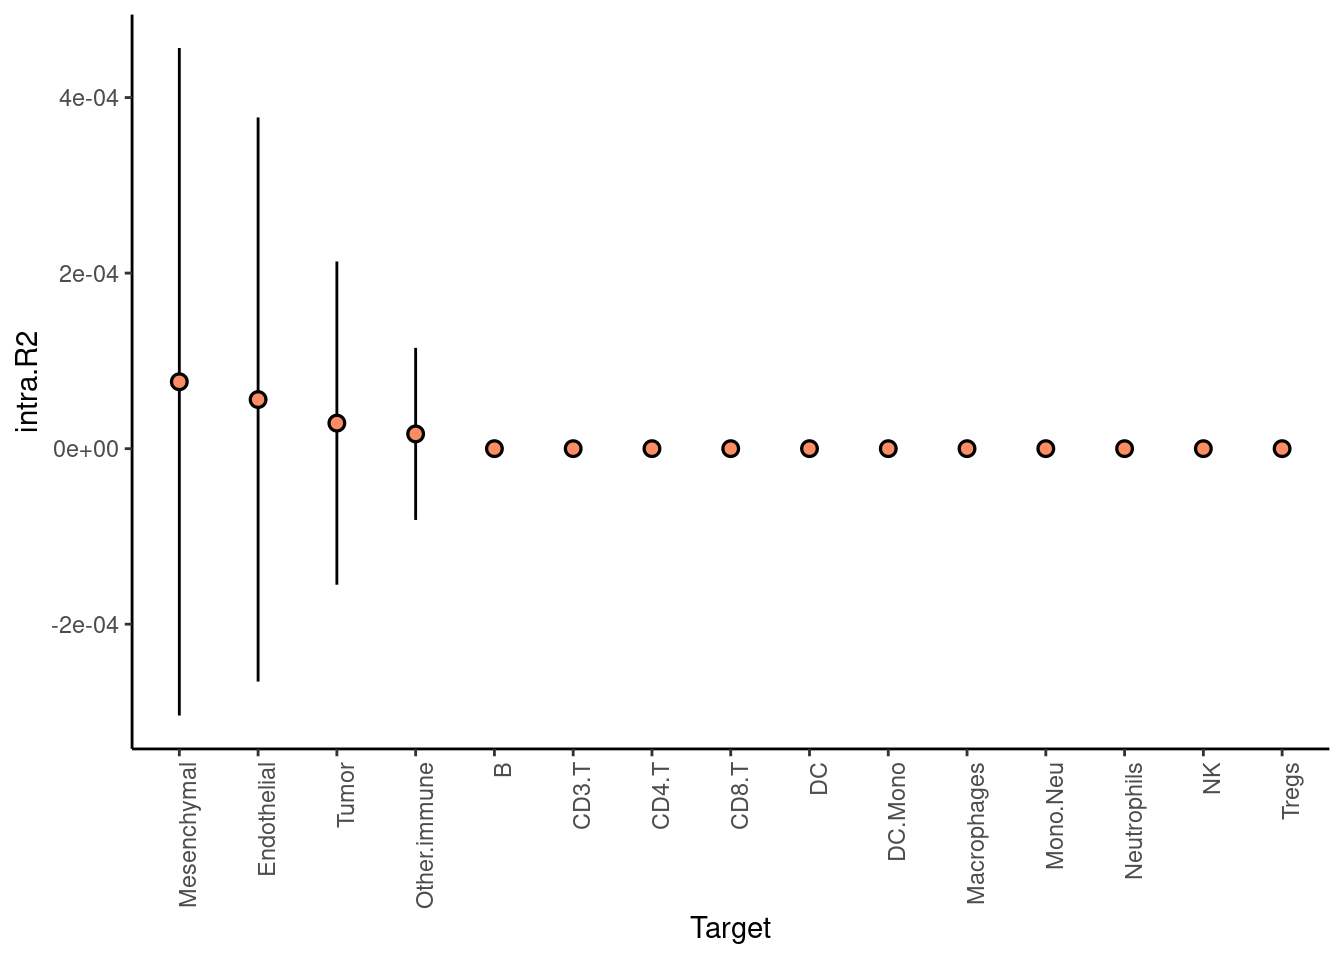 intra.R2
4e-04
2e-04
0e+00
-2e-04
Mesenchymal
Endothelial
Tumor
Other.immune
B
CD3.T
CD4.T
CD8.T
DC
DC.Mono
Macrophages
Mono.Neu
Neutrophils
NK
Tregs
Target